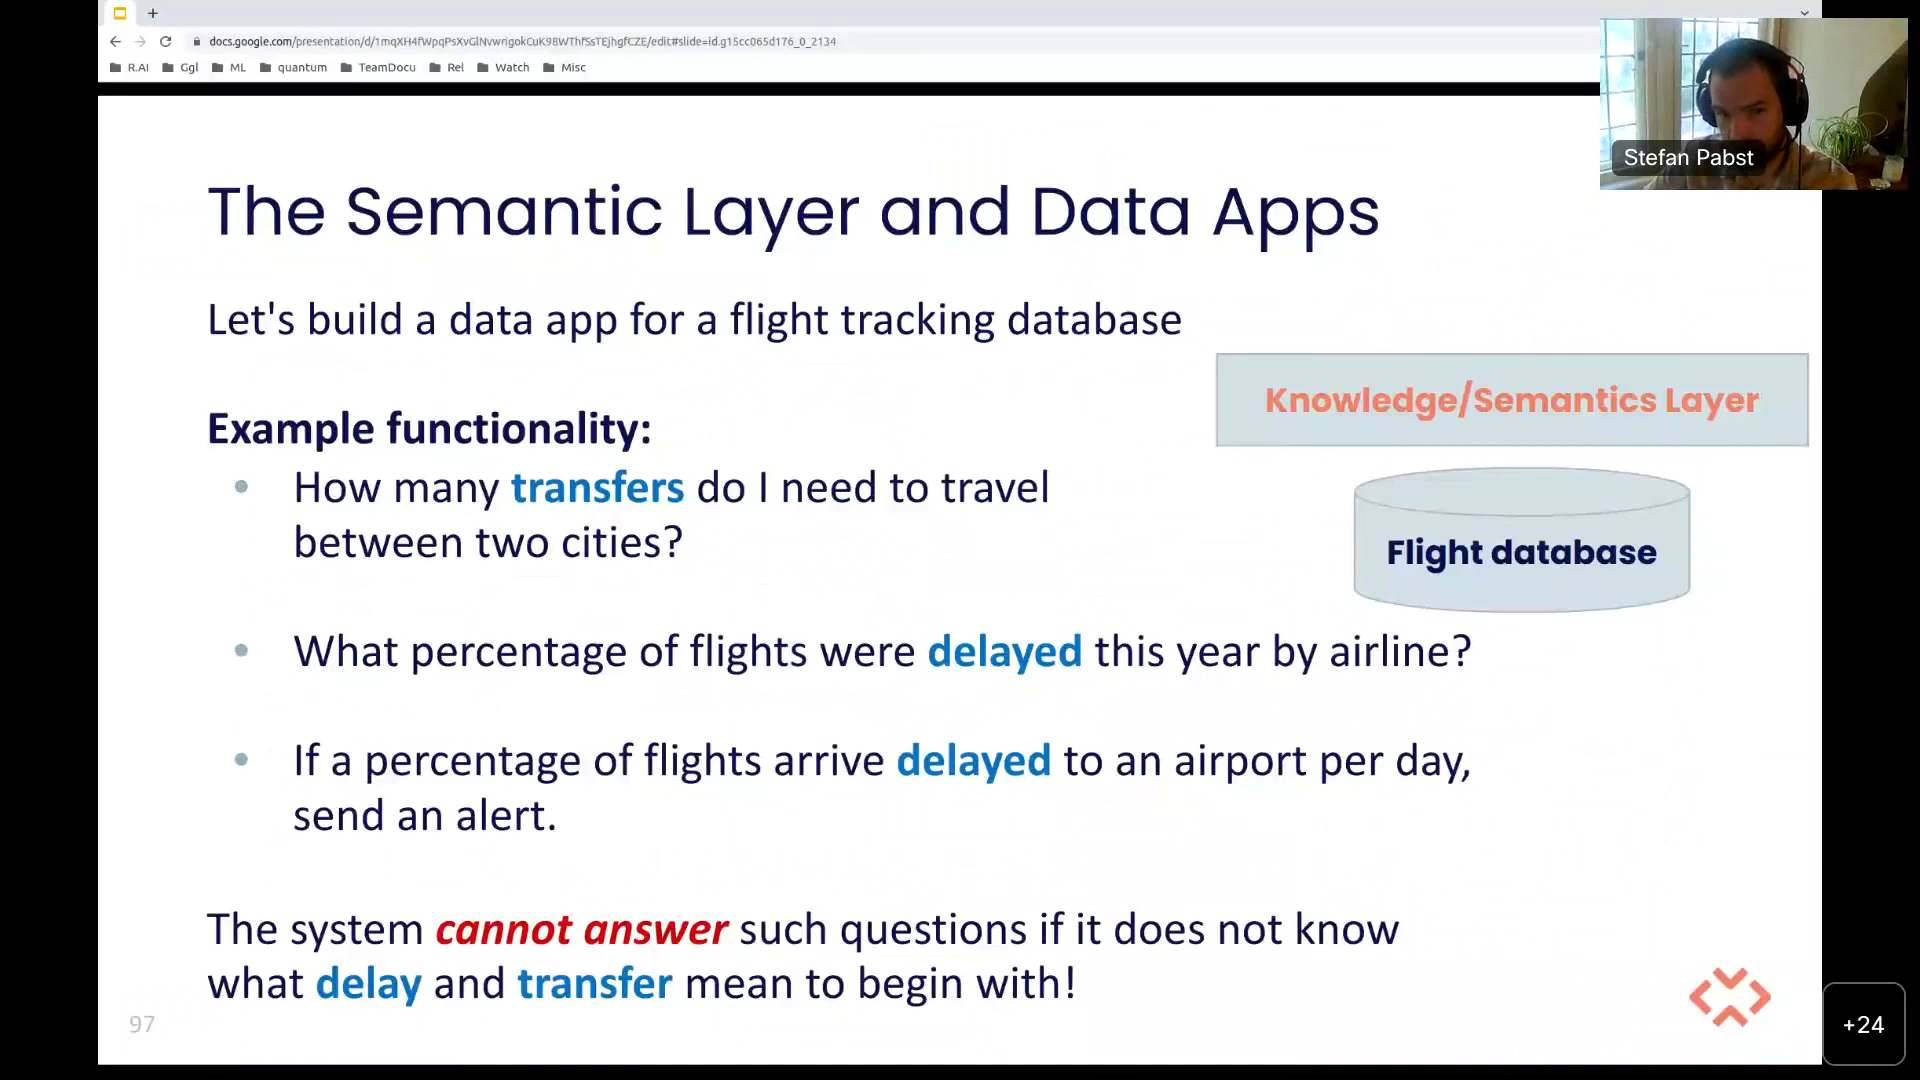 docs.google.com/presentation/d/1mqXH4fWpqPsXvGlNvwrigokCuK98WThfSsTEjhgfCZE/edit#slide=id.g15cc065d176_0_2134
R.AI Ggl ML quantum TeamDocu Rel Watch Misc
Stefan Pabst
The Semantic Layer and Data Apps
Let's build a data app for a flight tracking database
Knowledge/Semantics Layer
Example functionality:
• How many transfers do I need to travel
between two cities?
Flight database
• What percentage of flights were delayed this year by airline?
• If a percentage of flights arrive delayed to an airport per day,
send an alert.
The system cannot answer such questions if it does not know
what delay and transfer mean to begin with!
97
+24